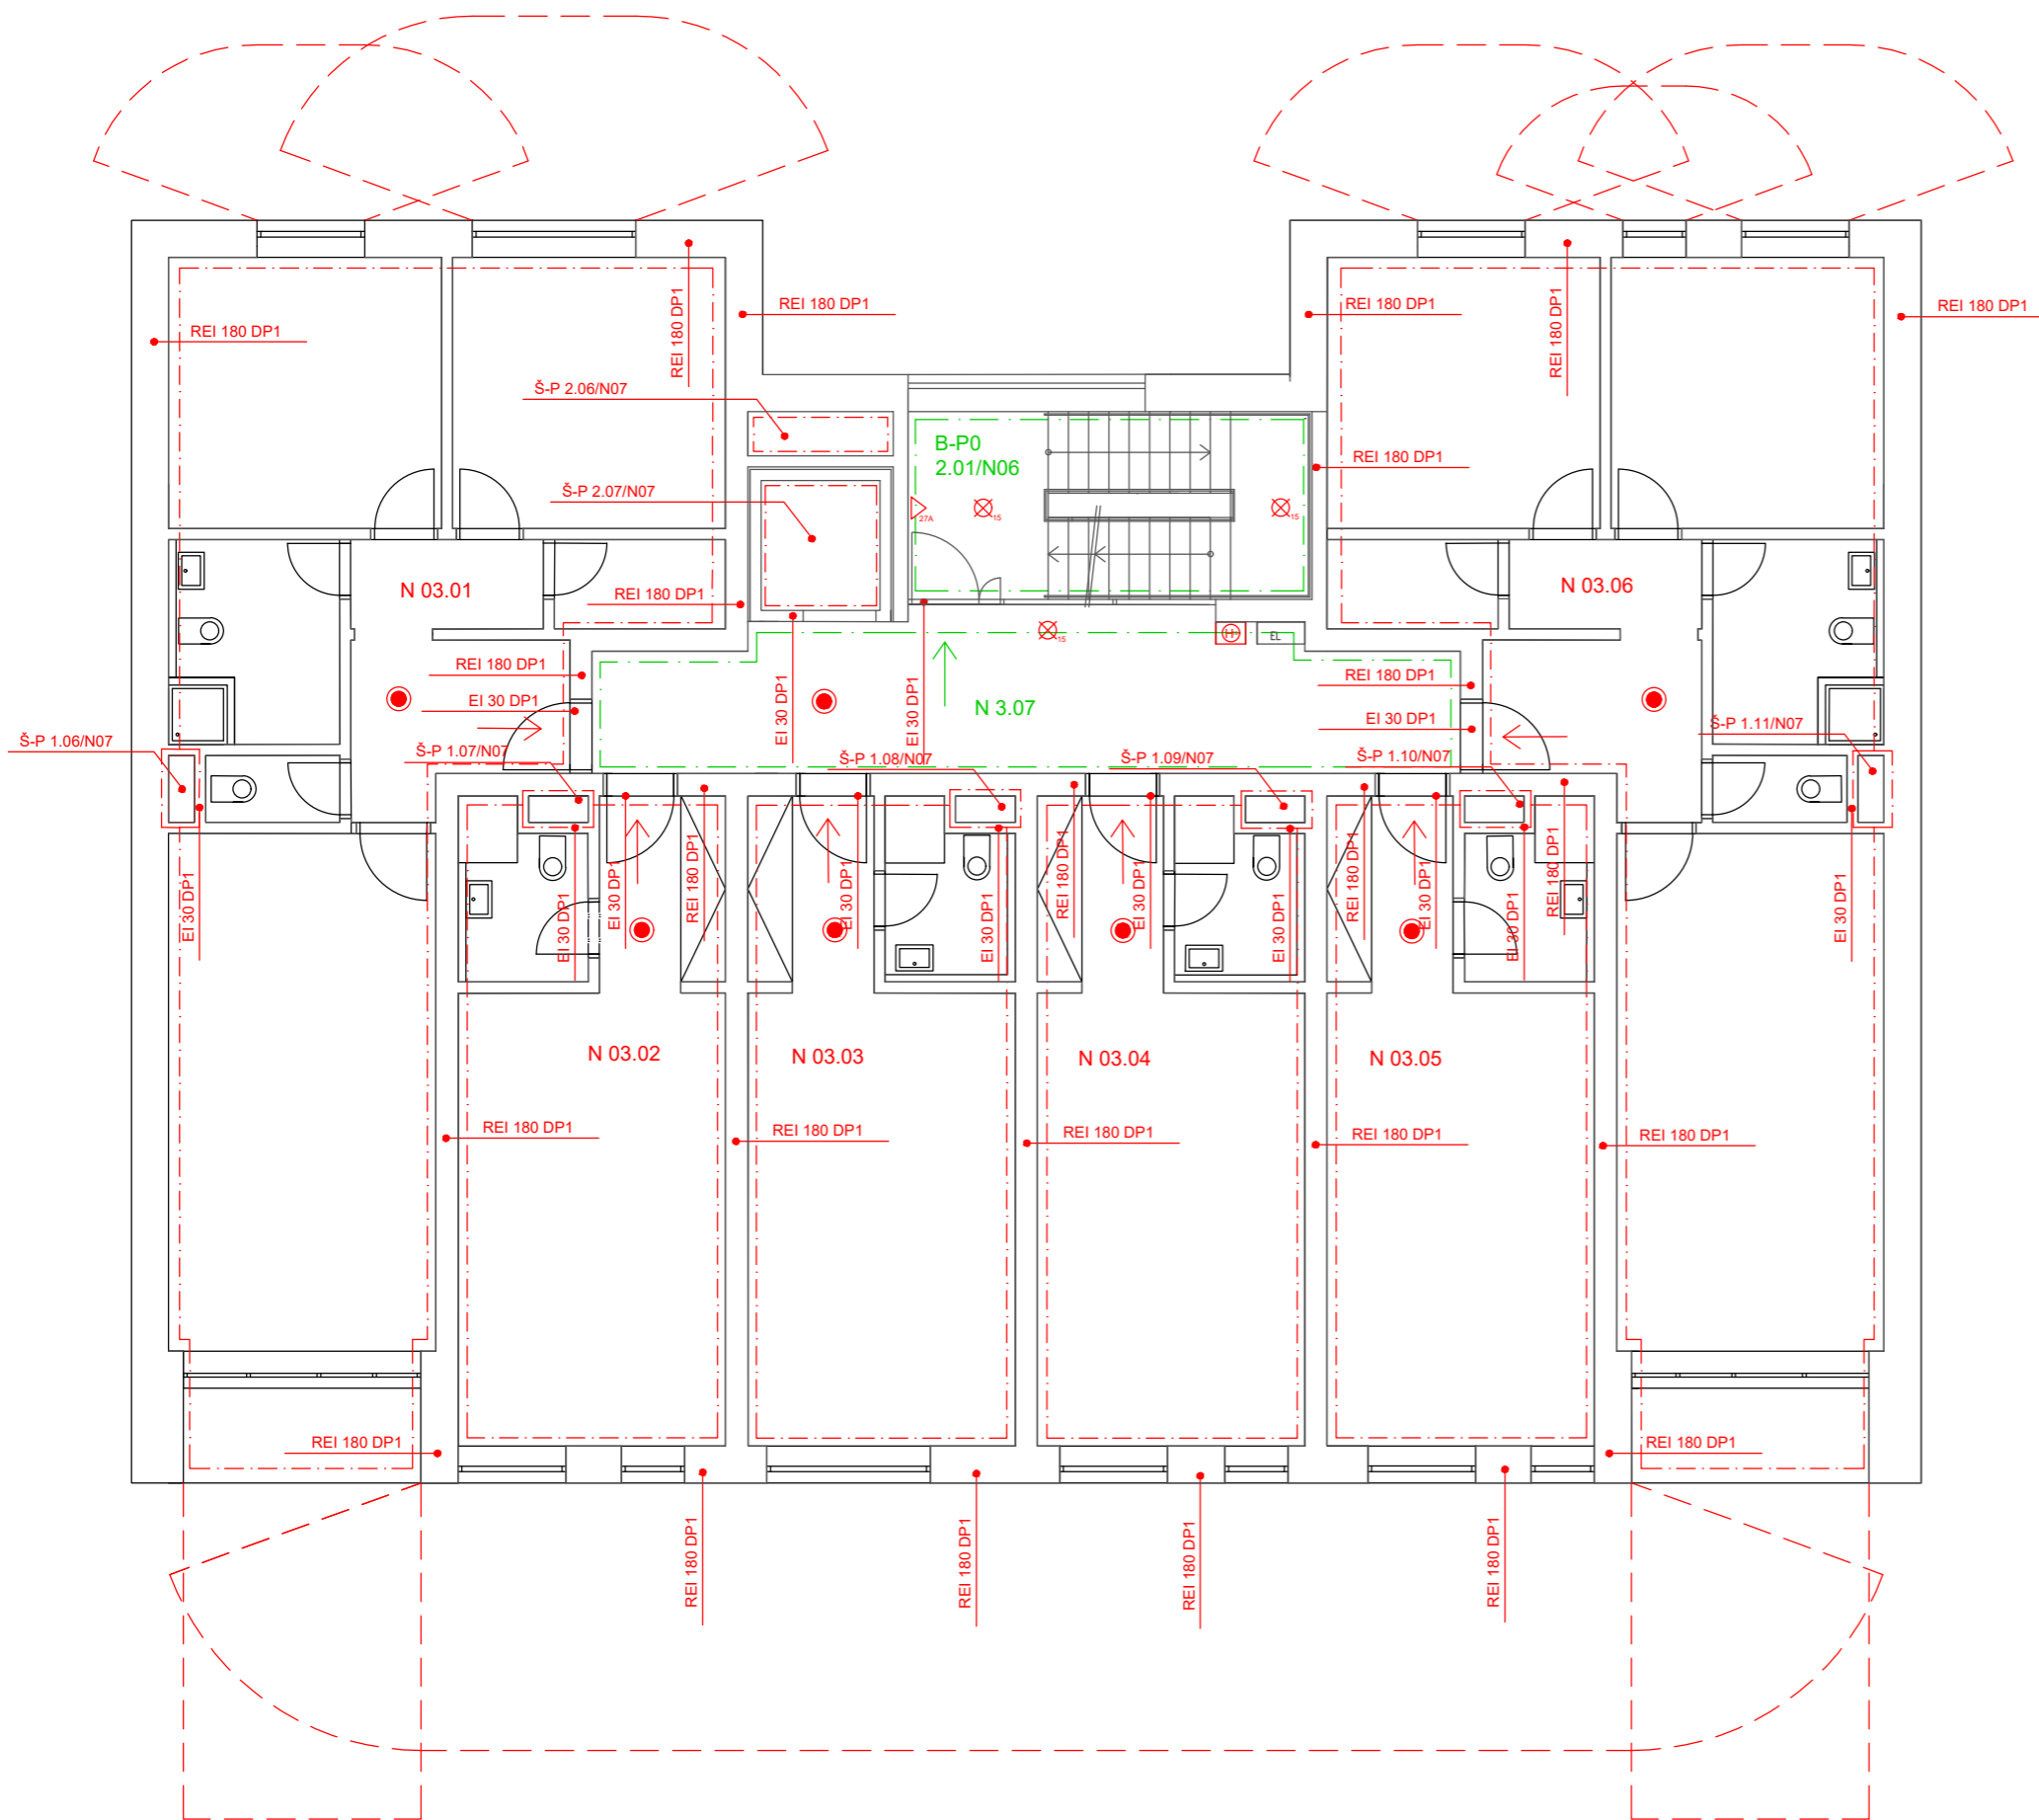 REI 180 DP1
REI 180 DP1
REI 180 DP1
REI 180 DP1
REI 180 DP1
REI 180 DP1
Š-P 2.06/N07
B-P0
2.01/N06
REI 180 DP1
Š-P 2.07/N07
27A
15
15
N 03.01
REI 180 DP1
N 03.06
15
H
EL
REI 180 DP1
EI 30 DP1
EI 30 DP1
EI 30 DP1
N 3.07
REI 180 DP1
EI 30 DP1
Š-P 1.06/N07
Š-P 1.07/N07
Š-P 1.08/N07
Š-P 1.09/N07
Š-P 1.10/N07
Š-P 1.11/N07
EI 30 DP1
EI 30 DP1
EI 30 DP1
REI 180 DP1
EI 30 DP1
EI 30 DP1
REI 180 DP1
EI 30 DP1
EI 30 DP1
REI 180 DP1
EI 30 DP1
EI 30 DP1
REI 180 DP1
EI 30 DP1
N 03.02
N 03.03
N 03.04
N 03.05
REI 180 DP1
REI 180 DP1
REI 180 DP1
REI 180 DP1
REI 180 DP1
REI 180 DP1
REI 180 DP1
REI 180 DP1
REI 180 DP1
REI 180 DP1
REI 180 DP1